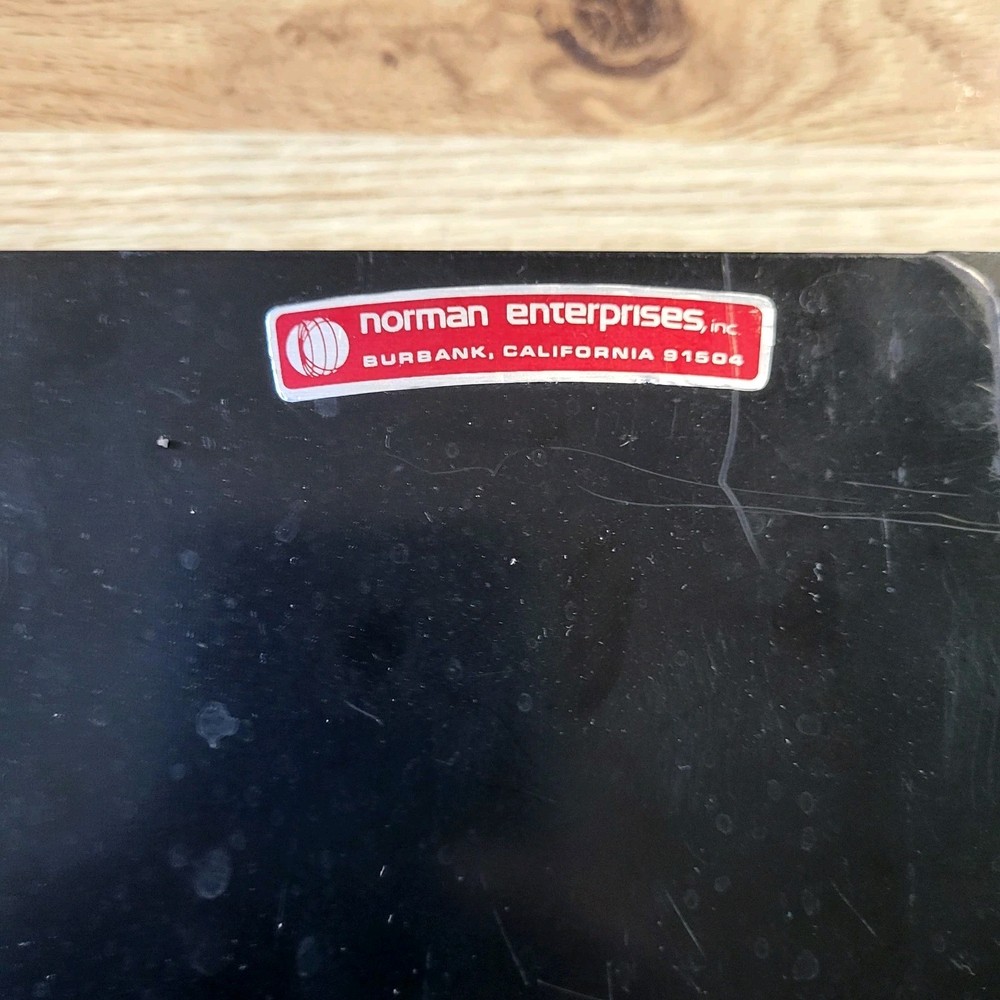 norman enterprises, inc.
BURBANK, CALIFORNIA 91504